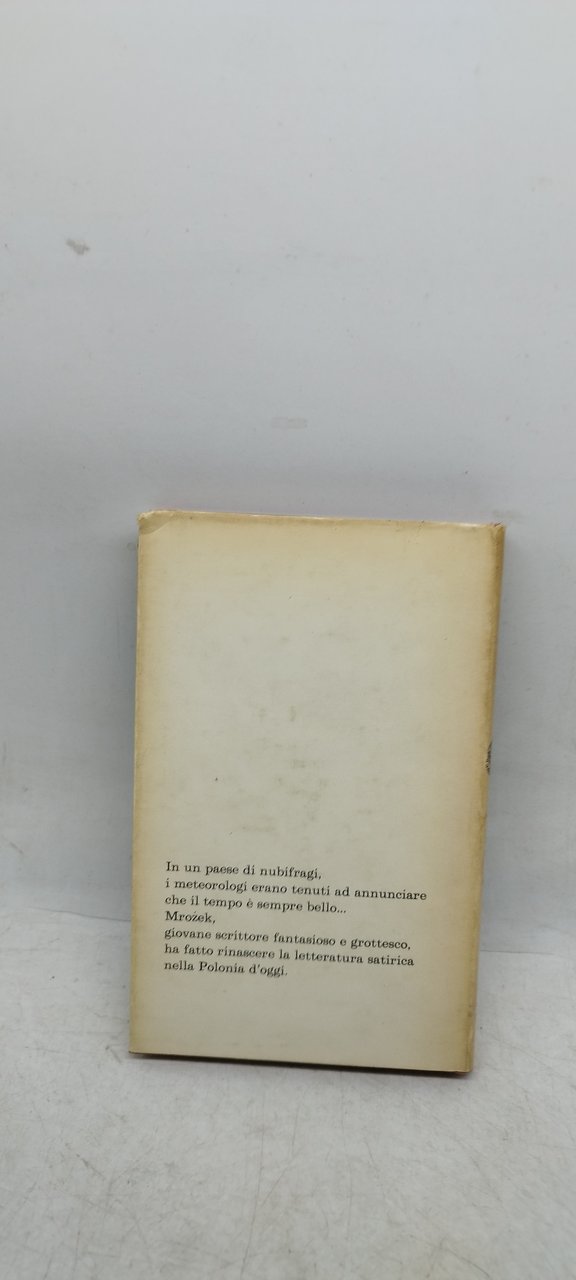 In un paese di nubifragi,
i meteorologi erano tenuti ad annunciare
che il tempo è sempre bello...
Mrożek,
giovane scrittore fantasioso e grottesco,
ha fatto rinascere la letteratura satirica
nella Polonia d'oggi.